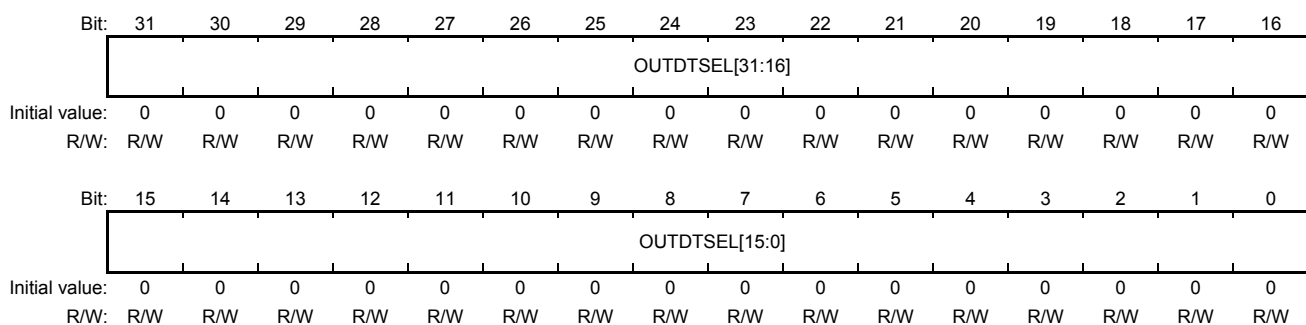 Bit: 31 30 29 28 27 26 25 24 23 22 21 20 19 18 17 16
OUTDTSEL[31:16]
Initial value: 0 0 0 0 0 0 0 0 0 0 0 0 0 0 0 0
R/W: R/W R/W R/W R/W R/W R/W R/W R/W R/W R/W R/W R/W R/W R/W R/W R/W
Bit: 15 14 13 12 11 10 9 8 7 6 5 4 3 2 1 0
OUTDTSEL[15:0]
Initial value: 0 0 0 0 0 0 0 0 0 0 0 0 0 0 0 0
R/W: R/W R/W R/W R/W R/W R/W R/W R/W R/W R/W R/W R/W R/W R/W R/W R/W